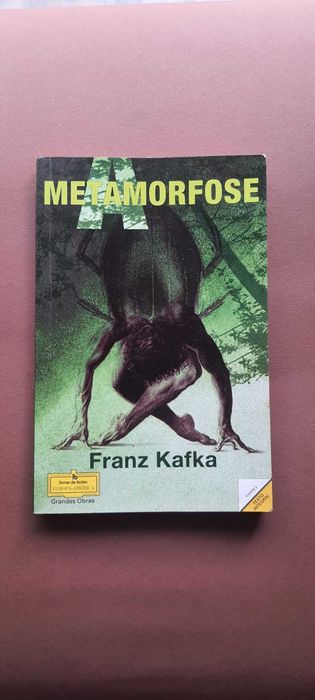 A
METAMORFOSE
Franz Kafka
livros de bolso
EUROPA-AMÉRICA
Grandes Obras
TEXTO
INTEGRAL